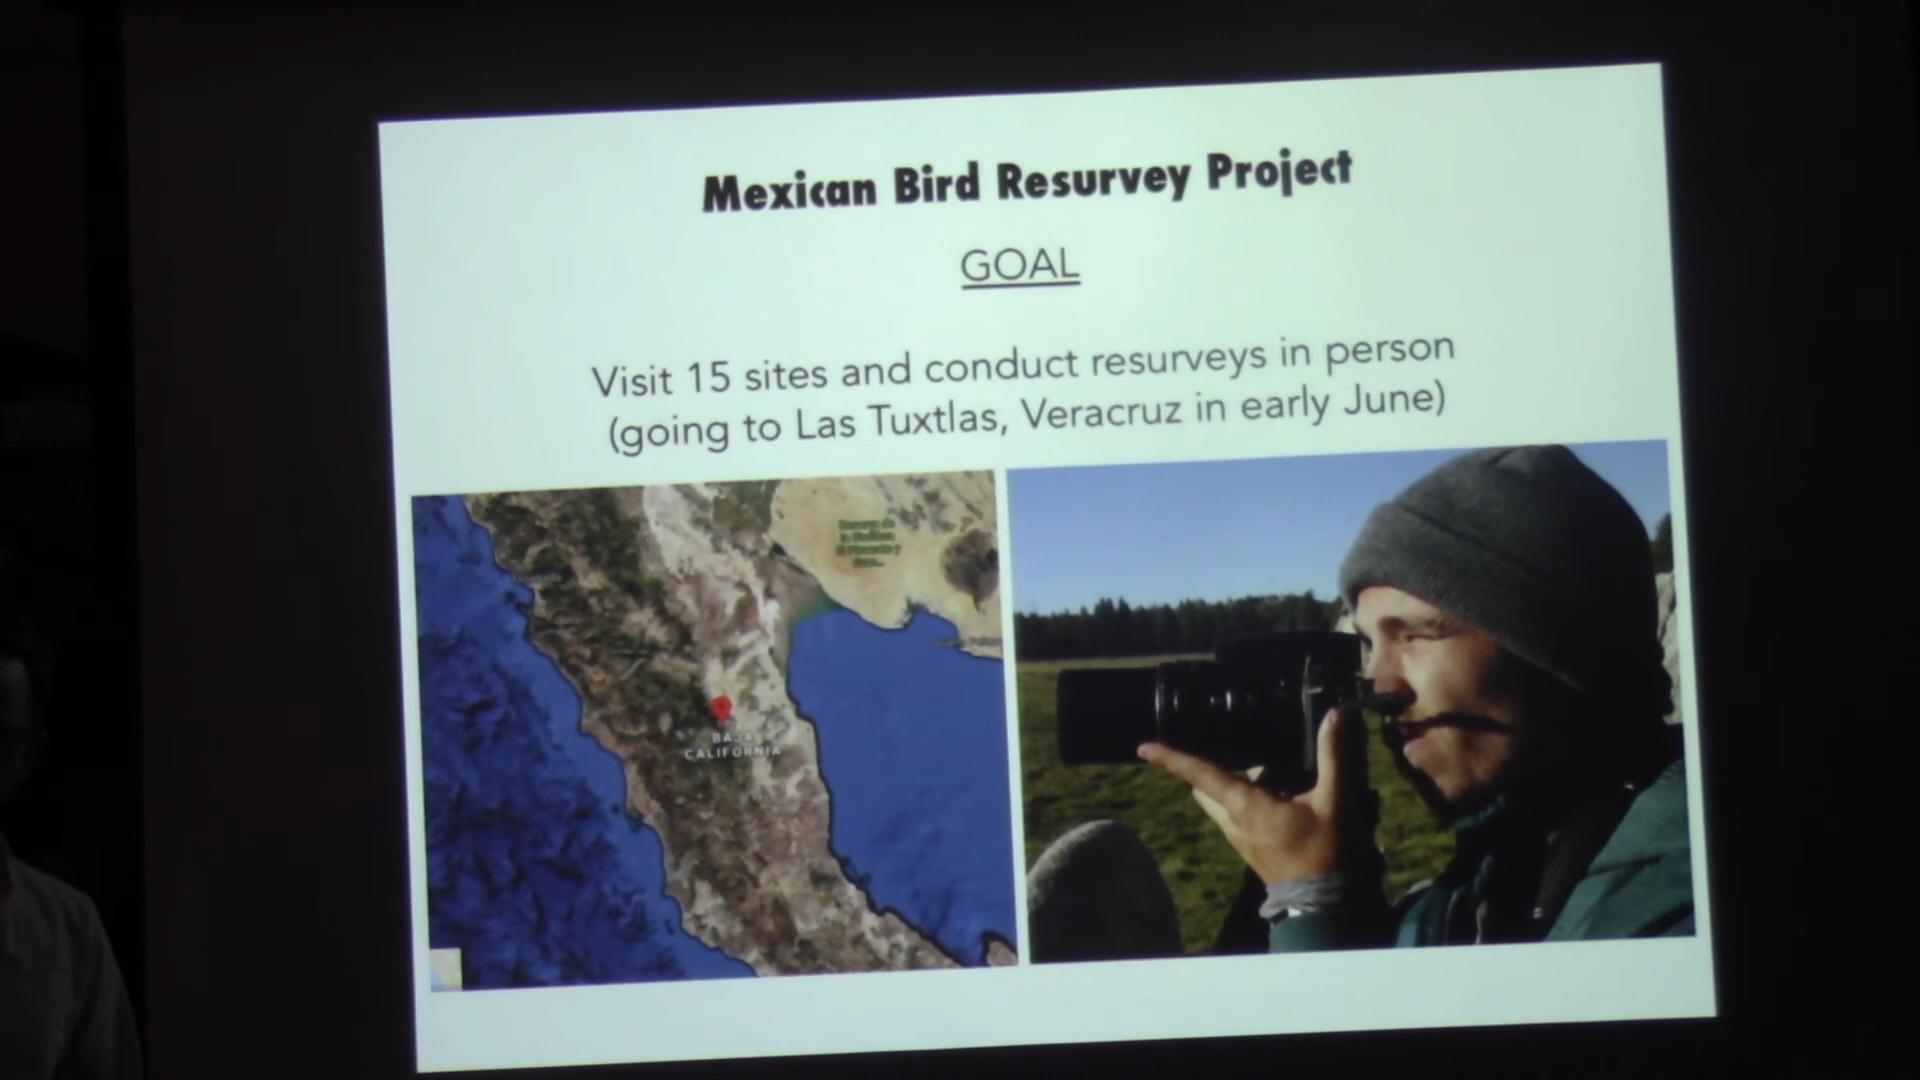 Mexican Bird Resurvey Project
GOAL
Visit 15 sites and conduct resurveys in person
(going to Las Tuxtlas, Veracruz in early June)
BAJA
CALIFORNIA